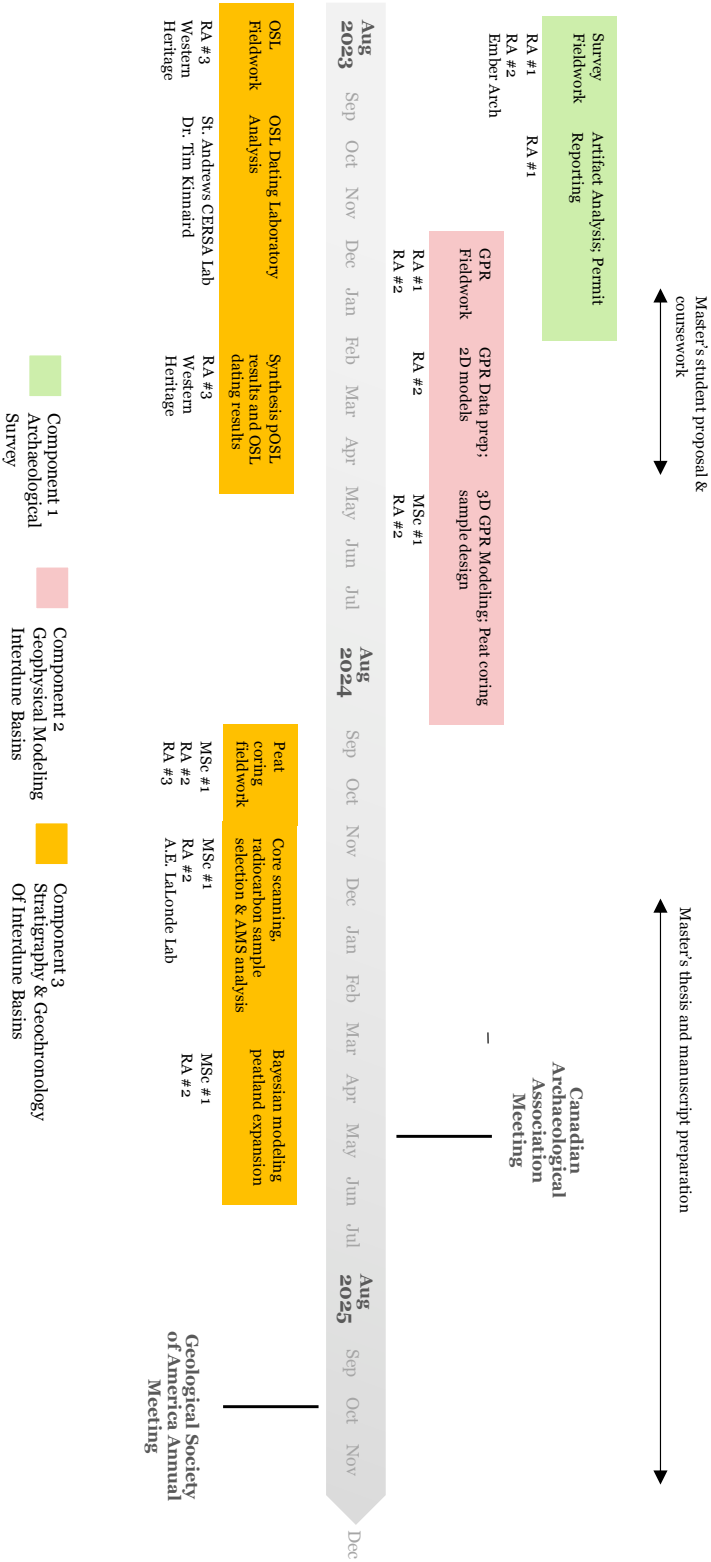 Master's student proposal &
coursework
Master's thesis and manuscript preparation
Survey
Fieldwork
Artifact Analysis; Permit
Reporting
RA #1
RA #2
Ember Arch
RA #1
GPR
Fieldwork
GPR Data prep;
2D models
3D GPR Modeling; Peat coring
sample design
RA #1
RA #2
RA #2
MSc #1
RA #2
–
Canadian
Archaeological
Association
Meeting
Aug
2023
Sep
Oct
Nov
Dec
Jan
Feb
Mar
Apr
May
Jun
Jul
Aug
2024
Sep
Oct
Nov
Dec
Jan
Feb
Mar
Apr
May
Jun
Jul
Aug
2025
Sep
Oct
Nov
Dec
OSL
Fieldwork
OSL Dating Laboratory
Analysis
Synthesis pOSL
results and OSL
dating results
RA #3
Western
Heritage
St. Andrews CERSA Lab
Dr. Tim Kinnaird
RA #3
Western
Heritage
Peat
coring
fieldwork
Core scanning,
radiocarbon sample
selection & AMS analysis
Bayesian modeling
peatland expansion
MSc #1
RA #2
RA #3
MSc #1
RA #2
A.E. LaLonde Lab
MSc #1
RA #2
Geological Society
of America Annual
Meeting
Component 1
Archaeological
Survey
Component 2
Geophysical Modeling
Interdune Basins
Component 3
Stratigraphy & Geochronology
Of Interdune Basins